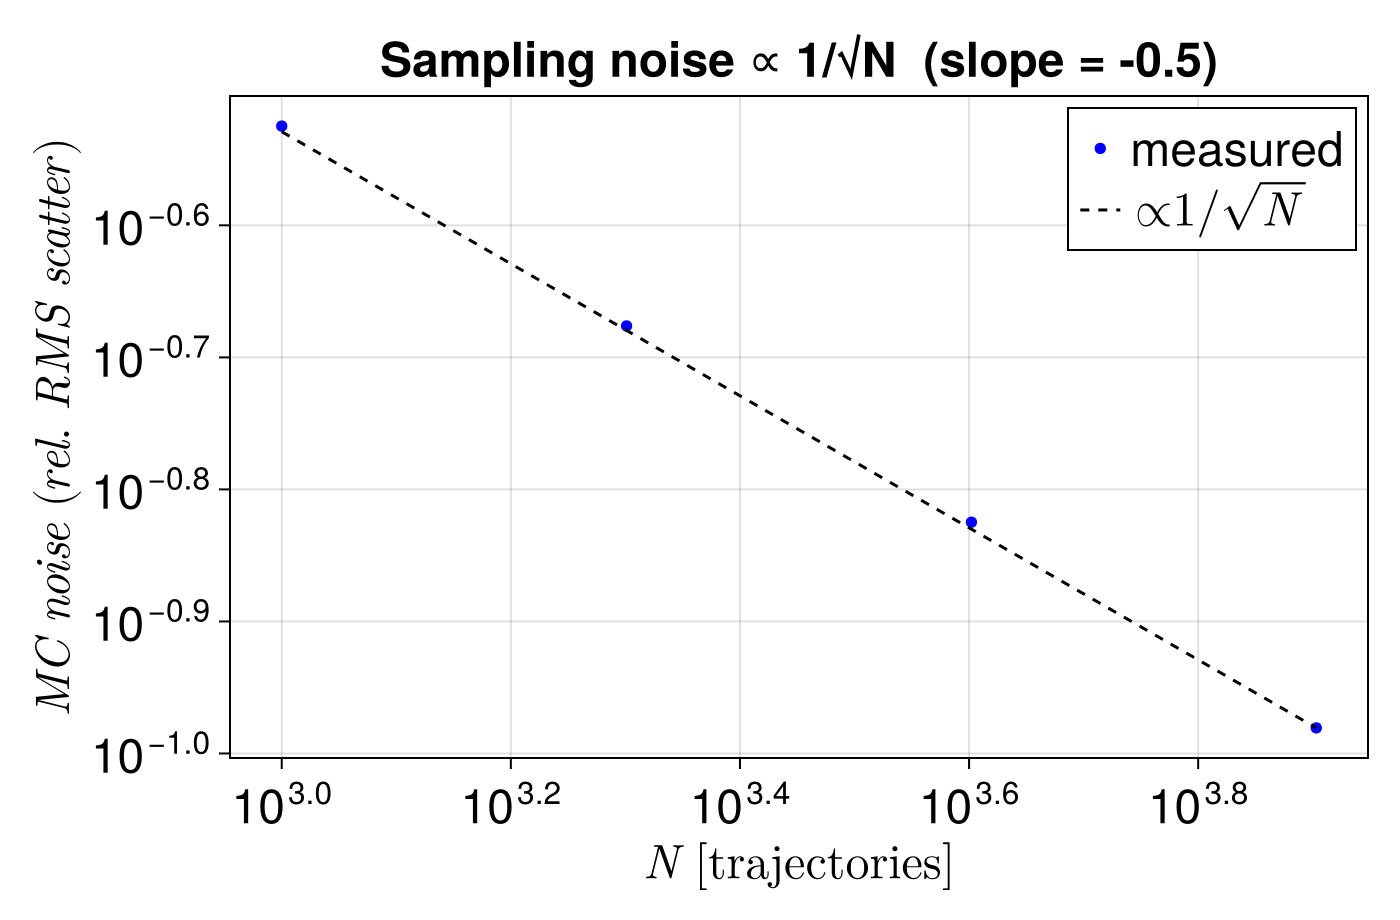 Sampling noise ∝ 1/√N (slope = -0.5)
measured
∝1/√N
MC noise (rel. RMS scatter)
10^−0.6
10^−0.7
10^−0.8
10^−0.9
10^−1.0
10^3.0 10^3.2 10^3.4 10^3.6 10^3.8
N [trajectories]